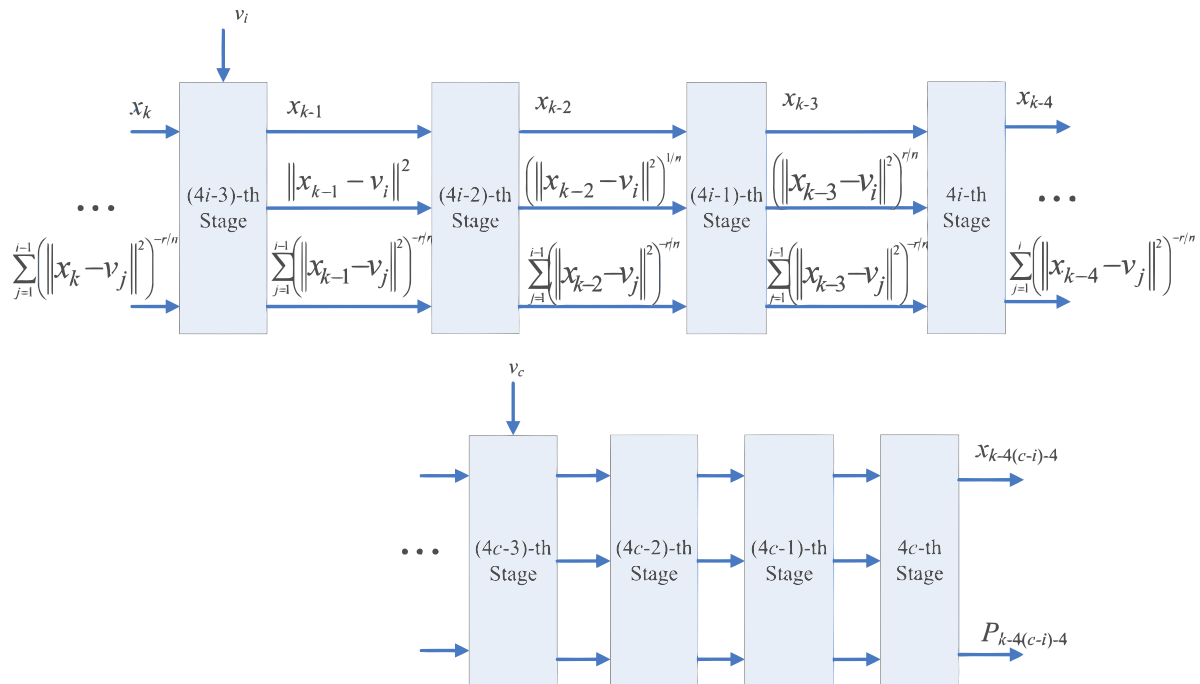 v_i
x_k
x_{k-1}
x_{k-2}
x_{k-3}
x_{k-4}
‖x_{k-1} − v_i‖^2
(‖x_{k-2} − v_i‖^2)^{1/n}
(‖x_{k-3} − v_i‖^2)^{r/n}
...
(4i-3)-th
Stage
(4i-2)-th
Stage
(4i-1)-th
Stage
4i-th
Stage
...
∑_{j=1}^{i-1} (‖x_k − v_j‖^2)^{-r/n}
∑_{j=1}^{i-1} (‖x_{k-1} − v_j‖^2)^{-r/n}
∑_{j=1}^{i-1} (‖x_{k-2} − v_j‖^2)^{-r/n}
∑_{j=1}^{i-1} (‖x_{k-3} − v_j‖^2)^{-r/n}
∑_{j=1}^{i} (‖x_{k-4} − v_j‖^2)^{-r/n}
v_c
x_{k-4(c-i)-4}
...
(4c-3)-th
Stage
(4c-2)-th
Stage
(4c-1)-th
Stage
4c-th
Stage
P_{k-4(c-i)-4}